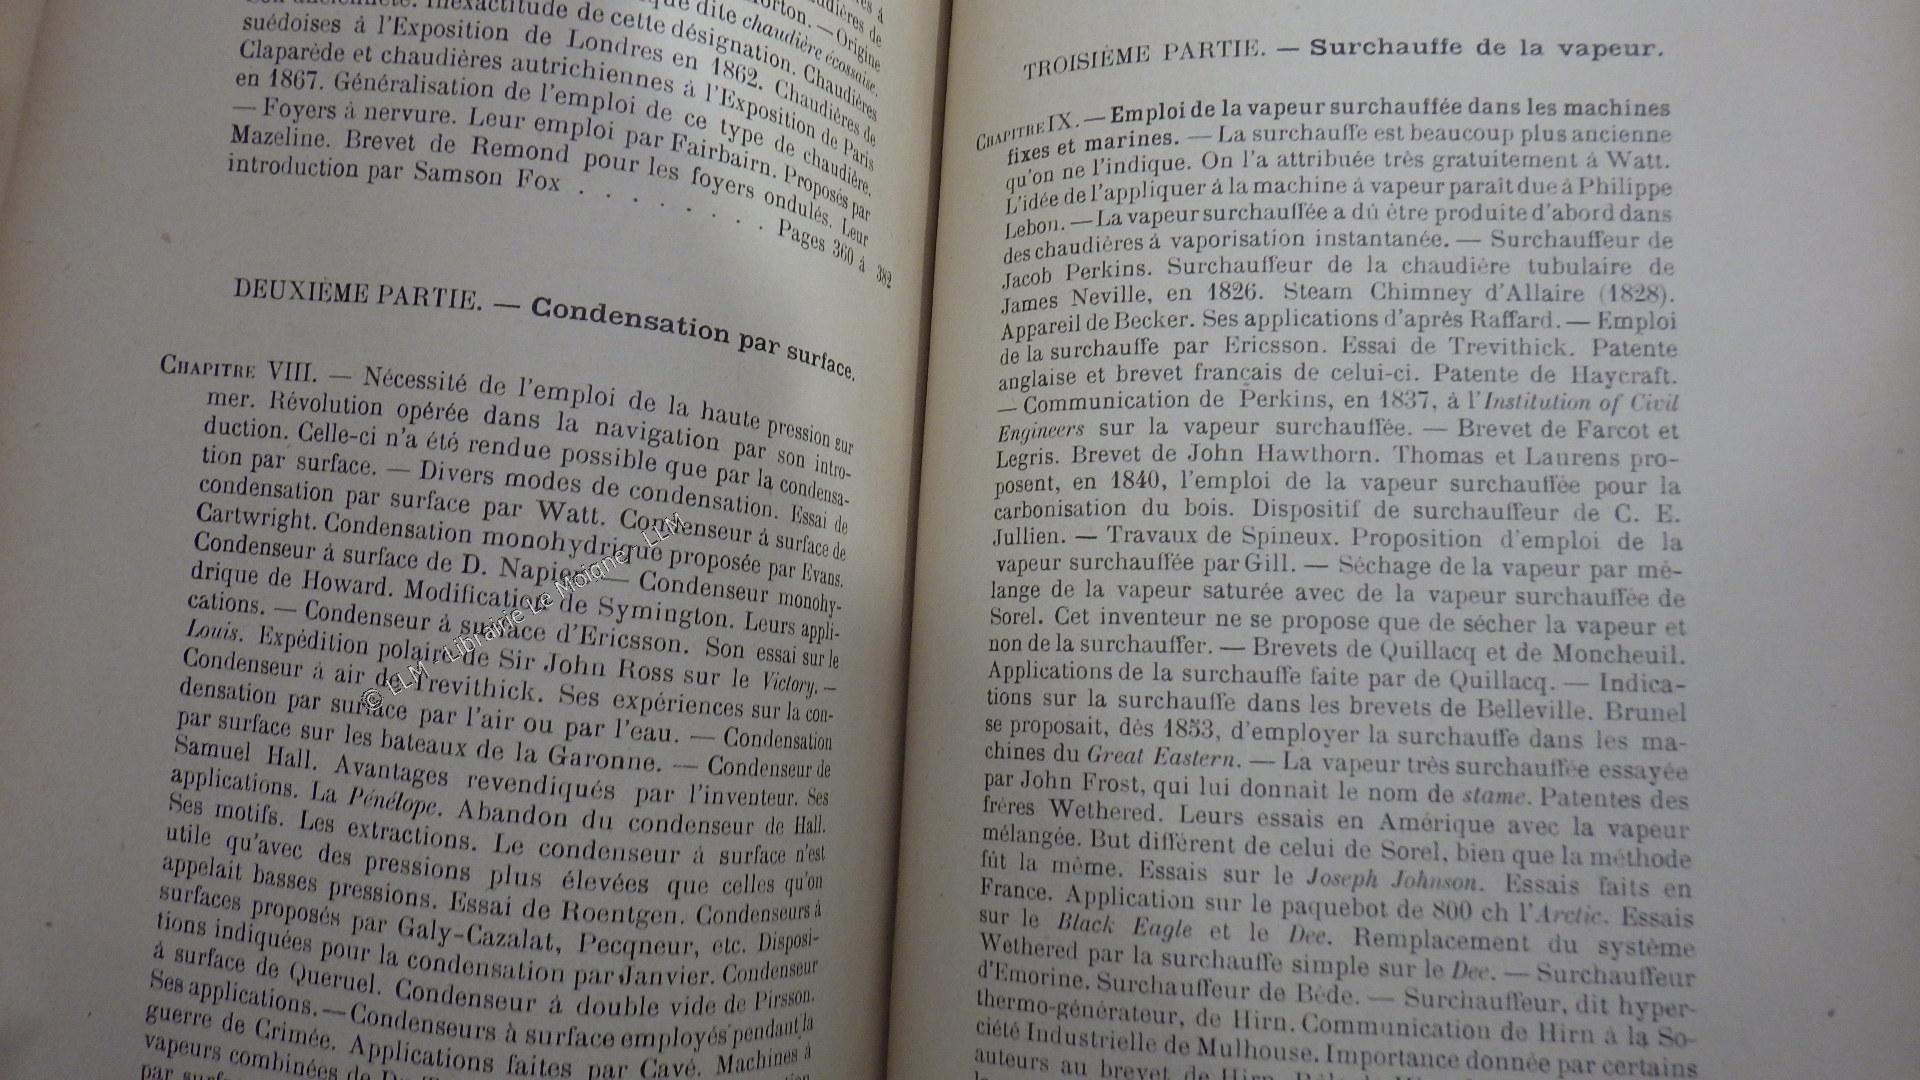 que dite chaudière écossaise.
Inexactitude de cette désignation. Chaudières
suédoises à l'Exposition de Londres en 1862. Chaudières de
Claparède et chaudières autrichiennes à l'Exposition de Paris
en 1867. Généralisation de l'emploi de ce type de chaudière.
— Foyers à nervure. Leur emploi par Fairbairn. Proposés par
Mazeline. Brevet de Remond pour les foyers ondulés. Leur
introduction par Samson Fox . . . . . . . . Pages 360 à 382
DEUXIÈME PARTIE. — Condensation par surface.
CHAPITRE VIII. — Nécessité de l'emploi de la haute pression sur
mer. Révolution opérée dans la navigation par son intro-
duction. Celle-ci n'a été rendue possible que par la condensa-
tion par surface. — Divers modes de condensation. Essai de
condensation par surface par Watt. Condenseur à surface de
Cartwright. Condensation monohydrique proposée par Evans.
Condenseur à surface de D. Napier. — Condenseur monohy-
drique de Howard. Modification de Symington. Leurs appli-
cations. — Condenseur à surface d'Ericsson. Son essai sur le
Louis. Expédition polaire de Sir John Ross sur le Victory. —
Condenseur à air de Trevithick. Ses expériences sur la con-
densation par surface par l'air ou par l'eau. — Condensation
par surface sur les bateaux de la Garonne. — Condenseur de
Samuel Hall. Avantages revendiqués par l'inventeur. Ses
applications. La Pénélope. Abandon du condenseur de Hall.
Ses motifs. Les extractions. Le condenseur à surface n'est
utile qu'avec des pressions plus élevées que celles qu'on
appelait basses pressions. Essai de Roentgen. Condenseurs à
surfaces proposés par Galy-Cazalat, Pecqneur, etc. Disposi-
tions indiquées pour la condensation par Janvier. Condenseur
à surface de Queruel. Condenseur à double vide de Pirsson.
Ses applications. — Condenseurs à surface employés pendant la
guerre de Crimée. Applications faites par Cavé. Machines à
vapeurs combinées de
© LLM - Librairie Le Moigne - LLM
TROISIÈME PARTIE. — Surchauffe de la vapeur.
CHAPITRE IX. — Emploi de la vapeur surchauffée dans les machines
fixes et marines. — La surchauffe est beaucoup plus ancienne
qu'on ne l'indique. On l'a attribuée très gratuitement à Watt.
L'idée de l'appliquer à la machine à vapeur paraît due à Philippe
Lebon. — La vapeur surchauffée a dû être produite d'abord dans
des chaudières à vaporisation instantanée. — Surchauffeur de
Jacob Perkins. Surchauffeur de la chaudière tubulaire de
James Neville, en 1826. Steam Chimney d'Allaire (1828).
Appareil de Becker. Ses applications d'après Raffard. — Emploi
de la surchauffe par Ericsson. Essai de Trevithick. Patente
anglaise et brevet français de celui-ci. Patente de Haycraft.
— Communication de Perkins, en 1837, à l'Institution of Civil
Engineers sur la vapeur surchauffée. — Brevet de Farcot et
Legris. Brevet de John Hawthorn. Thomas et Laurens pro-
posent, en 1840, l'emploi de la vapeur surchauffée pour la
carbonisation du bois. Dispositif de surchauffeur de C. E.
Jullien. — Travaux de Spineux. Proposition d'emploi de la
vapeur surchauffée par Gill. — Séchage de la vapeur par mé-
lange de la vapeur saturée avec de la vapeur surchauffée de
Sorel. Cet inventeur ne se propose que de sécher la vapeur et
non de la surchauffer. — Brevets de Quillacq et de Moncheuil.
Applications de la surchauffe faite par de Quillacq. — Indica-
tions sur la surchauffe dans les brevets de Belleville. Brunel
se proposait, dès 1853, d'employer la surchauffe dans les ma-
chines du Great Eastern. — La vapeur très surchauffée essayée
par John Frost, qui lui donnait le nom de stame. Patentes des
frères Wethered. Leurs essais en Amérique avec la vapeur
mélangée. But différent de celui de Sorel, bien que la méthode
fût la même. Essais sur le Joseph Johnson. Essais faits en
France. Application sur le paquebot de 800 ch l'Arctic. Essais
sur le Black Eagle et le Dee. Remplacement du système
Wethered par la surchauffe simple sur le Dee. — Surchauffeur
d'Emorine. Surchauffeur de Bède. — Surchauffeur, dit hyper-
thermo-générateur, de Hirn. Communication de Hirn à la So-
ciété Industrielle de Mulhouse. Importance donnée par certains
auteurs au brevet de Hirn.